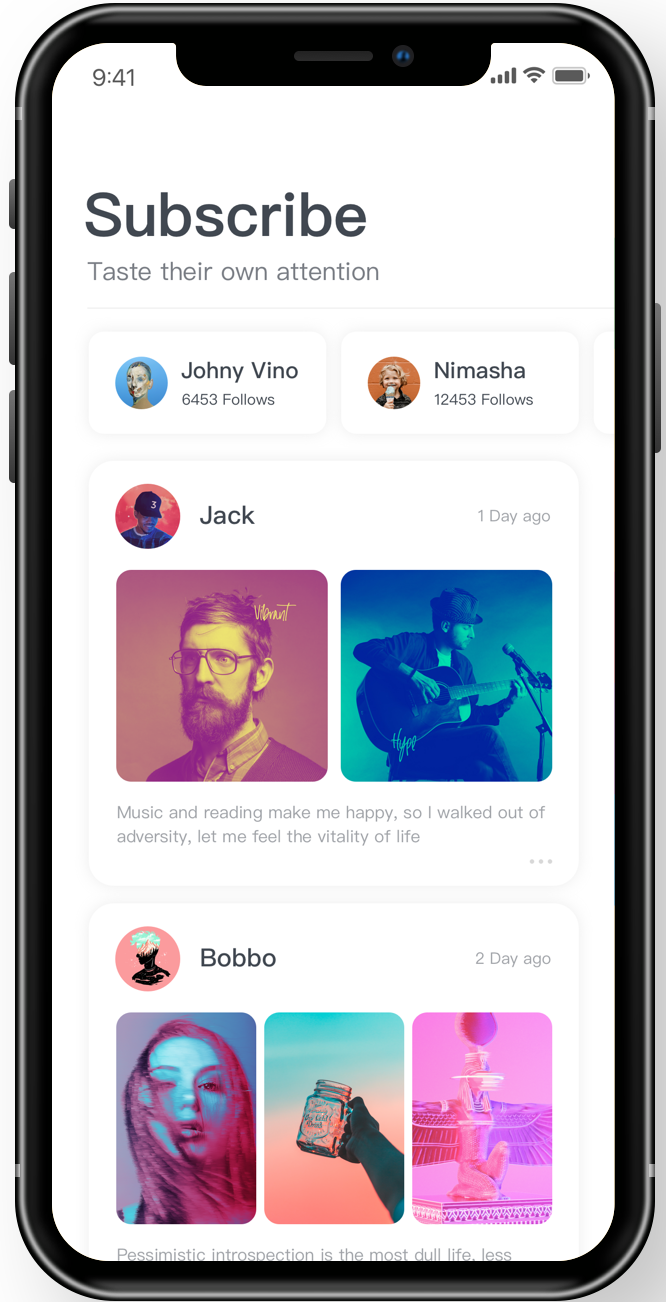 9:41
Subscribe
Taste their own attention
Johny Vino
6453 Follows
Nimasha
12453 Follows
3
Jack
1 Day ago
Vibrant
Hype
Music and reading make me happy, so I walked out of
adversity, let me feel the vitality of life
Bobbo
2 Day ago
Drink
Pessimistic introspection is the most dull life, less